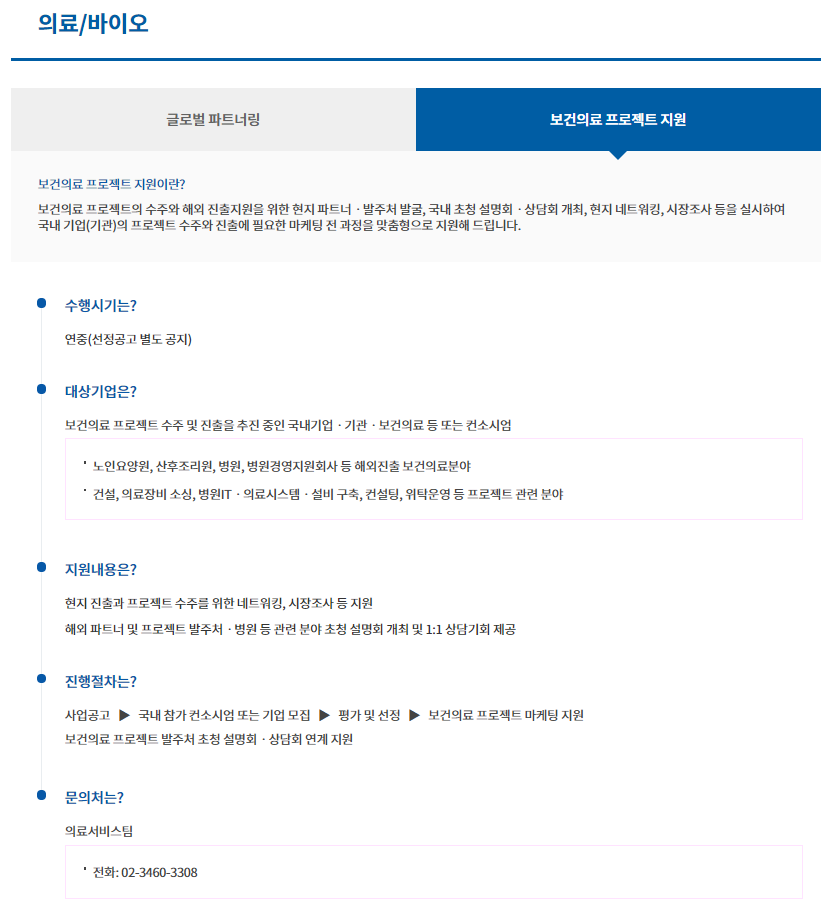 의료/바이오
글로벌 파트너링
보건의료 프로젝트 지원
보건의료 프로젝트 지원이란?
보건의료 프로젝트의 수주와 해외 진출지원을 위한 현지 파트너ㆍ발주처 발굴, 국내 초청 설명회ㆍ상담회 개최, 현지 네트워킹, 시장조사 등을 실시하여
국내 기업(기관)의 프로젝트 수주와 진출에 필요한 마케팅 전 과정을 맞춤형으로 지원해 드립니다.
수행시기는?
연중(선정공고 별도 공지)
대상기업은?
보건의료 프로젝트 수주 및 진출을 추진 중인 국내기업ㆍ기관ㆍ보건의료 등 또는 컨소시엄
· 노인요양원, 산후조리원, 병원, 병원경영지원회사 등 해외진출 보건의료분야
· 건설, 의료장비 소싱, 병원ITㆍ의료시스템ㆍ설비 구축, 컨설팅, 위탁운영 등 프로젝트 관련 분야
지원내용은?
현지 진출과 프로젝트 수주를 위한 네트워킹, 시장조사 등 지원
해외 파트너 및 프로젝트 발주처ㆍ병원 등 관련 분야 초청 설명회 개최 및 1:1 상담기회 제공
진행절차는?
사업공고 ▶ 국내 참가 컨소시엄 또는 기업 모집 ▶ 평가 및 선정 ▶ 보건의료 프로젝트 마케팅 지원
보건의료 프로젝트 발주처 초청 설명회ㆍ상담회 연계 지원
문의처는?
의료서비스팀
· 전화: 02-3460-3308